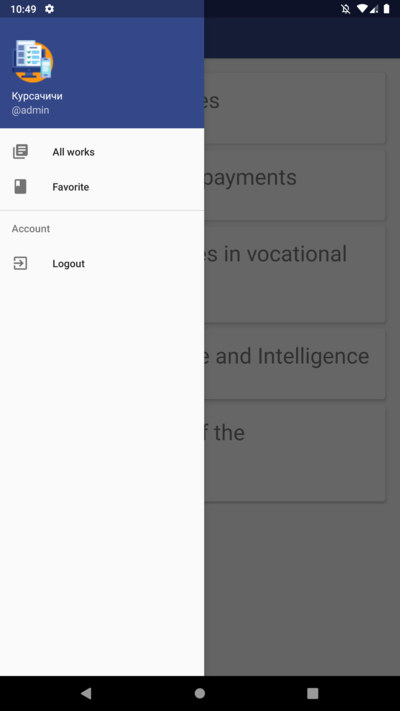 10:49
Курсачичи
@admin
All works
Favorite
Account
Logout
es
payments
es in vocational
e and Intelligence
f the